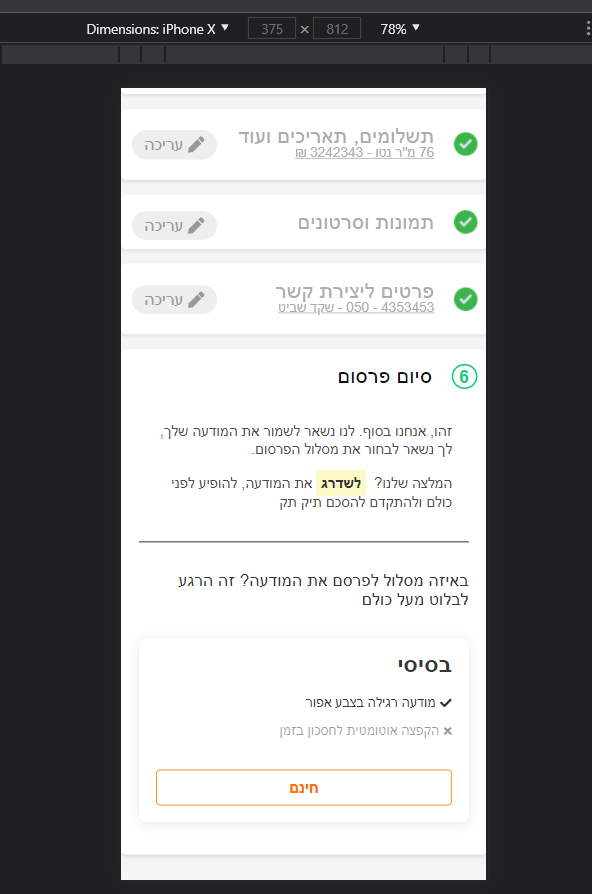 Dimensions: iPhone X ▼ 375 × 812 78% ▼
תשלומים, תאריכים ועוד
עריכה
76 מ"ר נטו - 3242343 ₪
תמונות וסרטונים
עריכה
פרטים ליצירת קשר
עריכה
4353453 - 050 - שקד שביט
6 סיום פרסום
זהו, אנחנו בסוף. לנו נשאר לשמור את המודעה שלך,
לך נשאר לבחור את מסלול הפרסום.
המלצה שלנו? לשדרג את המודעה, להופיע לפני
כולם ולהתקדם להסכם תיק תק
באיזה מסלול לפרסם את המודעה? זה הרגע
לבלוט מעל כולם
בסיסי
מודעה רגילה בצבע אפור
הקפצה אוטומטית לחסכון בזמן
חינם